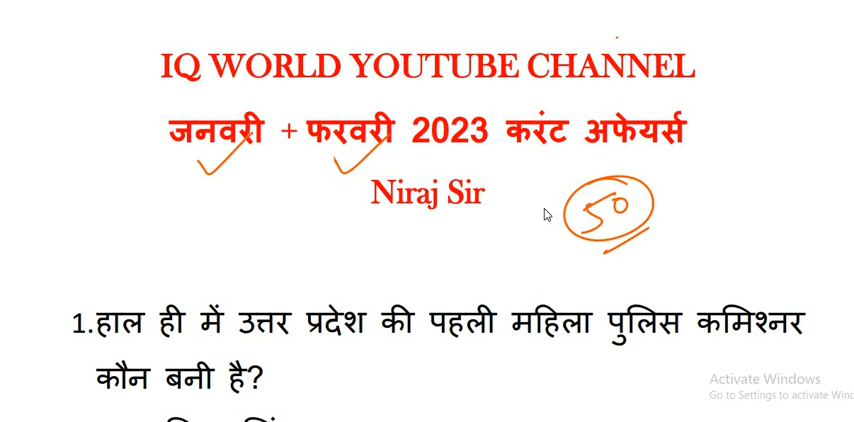 IQ WORLD YOUTUBE CHANNEL
जनवरी + फरवरी 2023 करंट अफेयर्स
Niraj Sir
50
1.हाल ही में उत्तर प्रदेश की पहली महिला पुलिस कमिश्नर
कौन बनी है?
Activate Windows
Go to Settings to activate Win